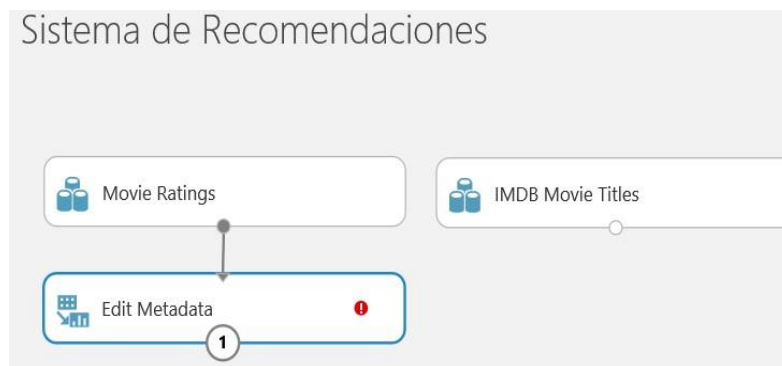 Sistema de Recomendaciones
Movie Ratings
IMDB Movie Titles
Edit Metadata
1